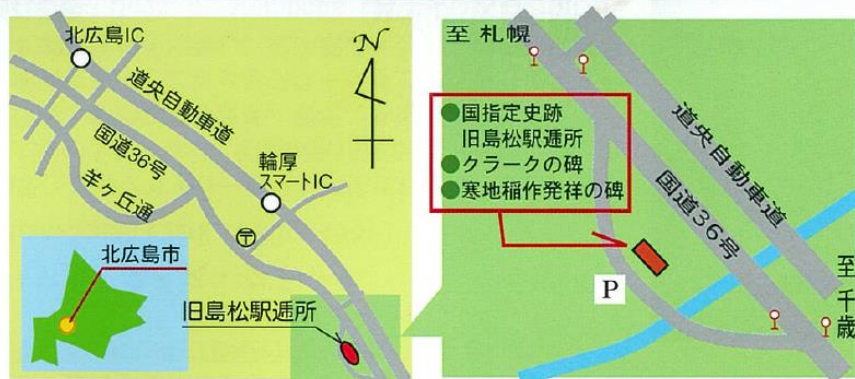 北広島IC
道央自動車道
国道36号
羊ヶ丘通
輪厚
スマートIC
N
〒
北広島市
旧島松駅逓所
至 札幌
●国指定史跡
旧島松駅逓所
●クラークの碑
●寒地稲作発祥の碑
道央自動車道
国道36号
P
至
千
歳